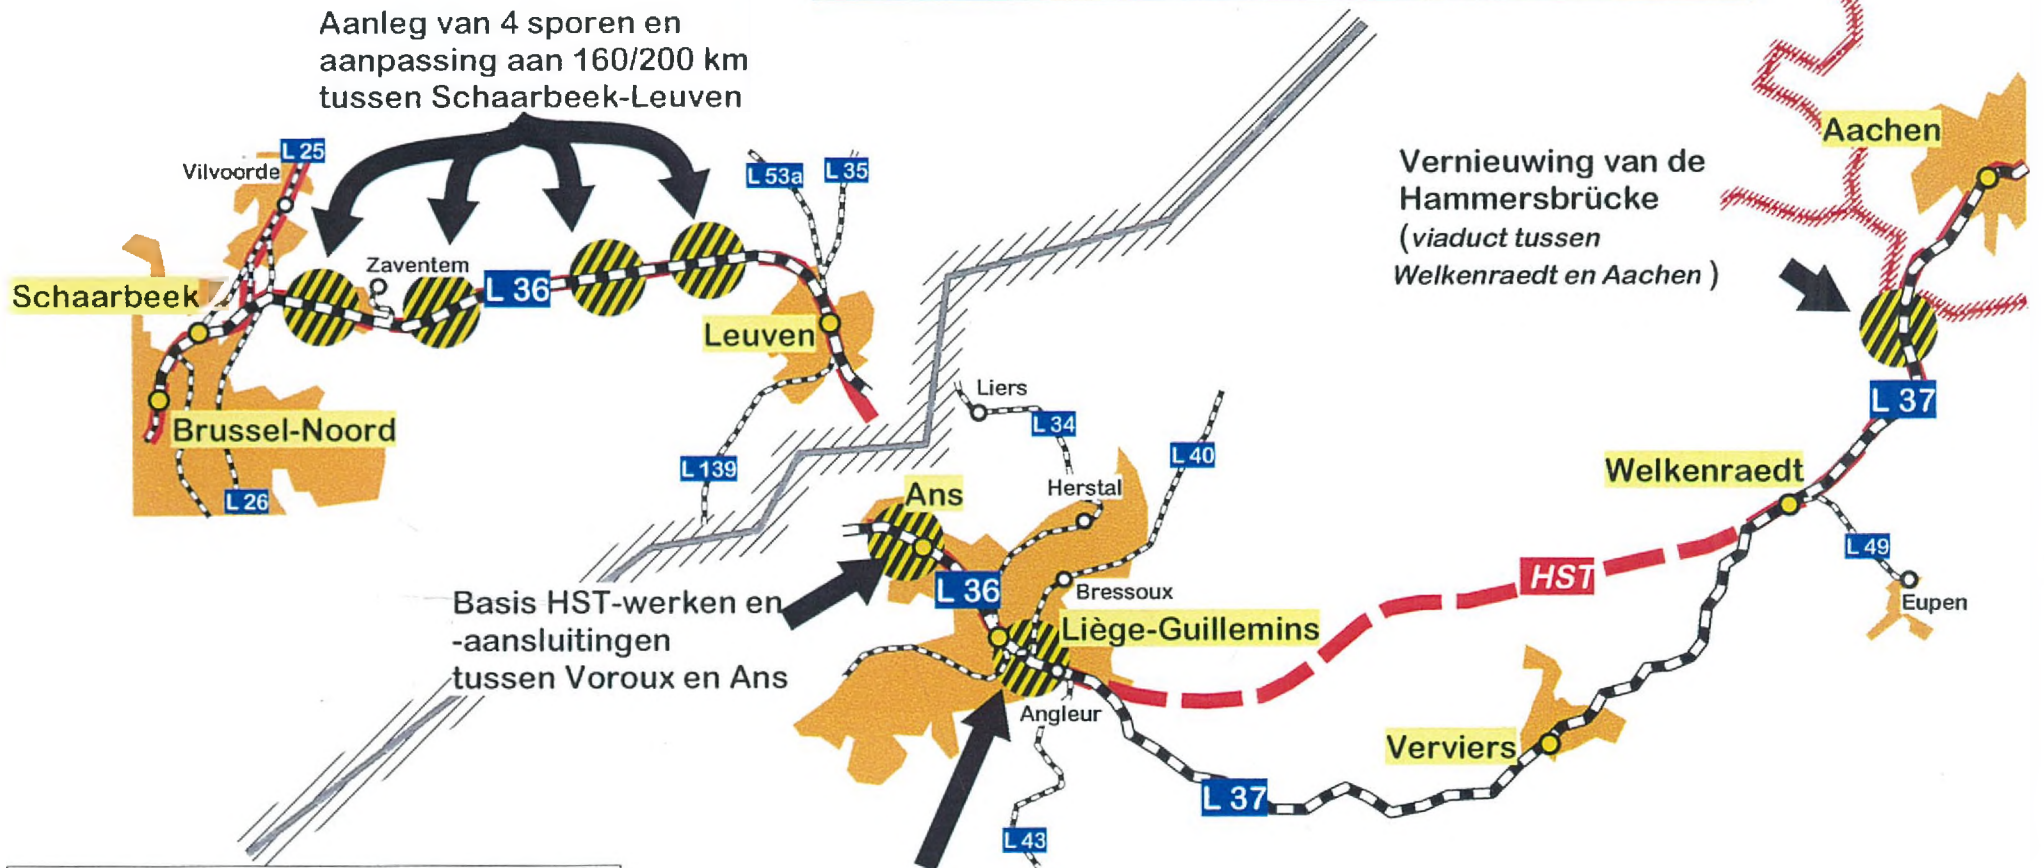 Aanleg van 4 sporen en
aanpassing aan 160/200 km
tussen Schaarbeek-Leuven
L 25
Vilvoorde
L 53a
L 35
Aachen
Vernieuwing van de
Hammersbrücke
(viaduct tussen
Welkenraedt en Aachen )
Zaventem
L 36
Schaarbeek
Leuven
Brussel-Noord
Liers
L 34
L 37
L 139
L 40
Welkenraedt
L 26
Ans
Herstal
L 49
HST
L 36
Bressoux
Eupen
Basis HST-werken en
-aansluitingen
tussen Voroux en Ans
Liège-Guillemins
Angleur
Verviers
L 37
L 43